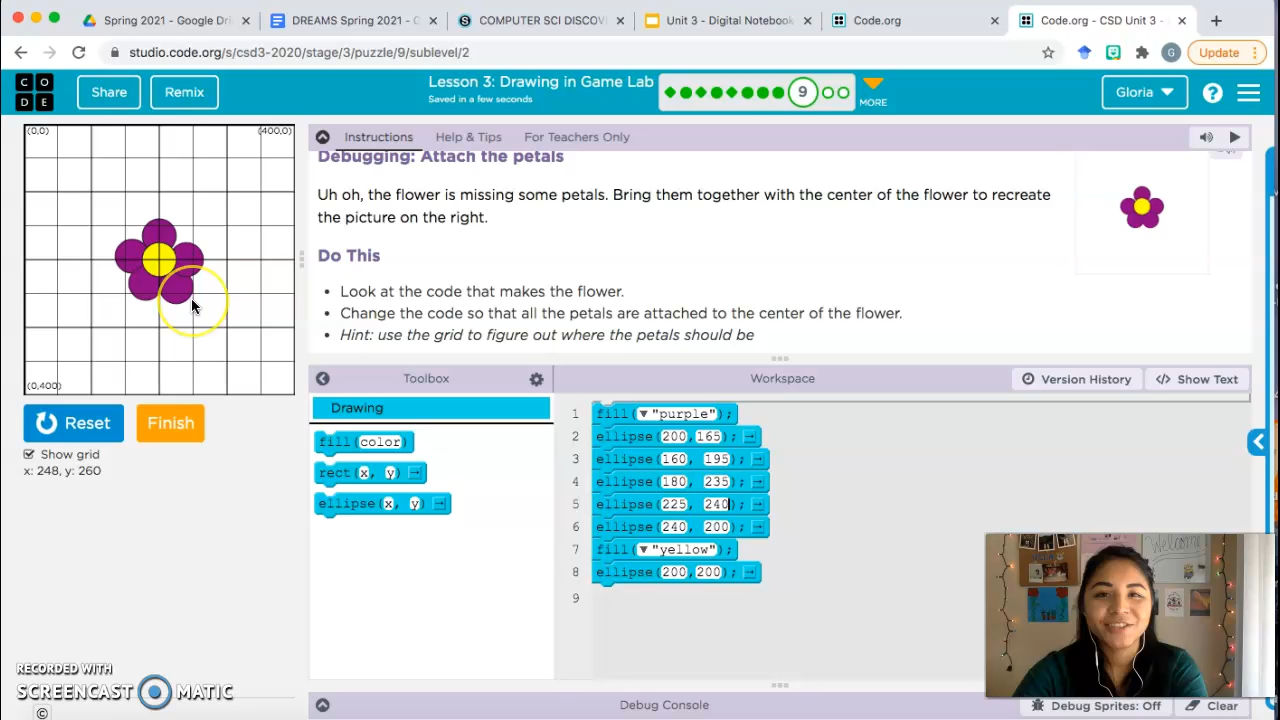 Spring 2021 - Google Dri
DREAMS Spring 2021 - G
COMPUTER SCI DISCOV
Unit 3 - Digital Notebook
Code.org
Code.org - CSD Unit 3 -
studio.code.org/s/csd3-2020/stage/3/puzzle/9/sublevel/2
G
Update
C O
D E
Share
Remix
Lesson 3: Drawing in Game Lab
Saved in a few seconds
9
MORE
Gloria
?
(0,0)
(400,0)
(0,400)
Reset
Finish
Show grid
x: 248, y: 260
Instructions
Help & Tips
For Teachers Only
Debugging: Attach the petals
Uh oh, the flower is missing some petals. Bring them together with the center of the flower to recreate
the picture on the right.
Do This
• Look at the code that makes the flower.
• Change the code so that all the petals are attached to the center of the flower.
• Hint: use the grid to figure out where the petals should be
Toolbox
Workspace
Version History
</> Show Text
Drawing
fill(color)
rect(x, y)
ellipse(x, y)
1 fill("purple");
2 ellipse(200,165);
3 ellipse(160, 195);
4 ellipse(180, 235);
5 ellipse(225, 240);
6 ellipse(240, 200);
7 fill("yellow");
8 ellipse(200,200);
9
Welcome
RECORDED WITH
SCREENCAST MATIC
©
Debug Console
Debug Sprites: Off
Clear